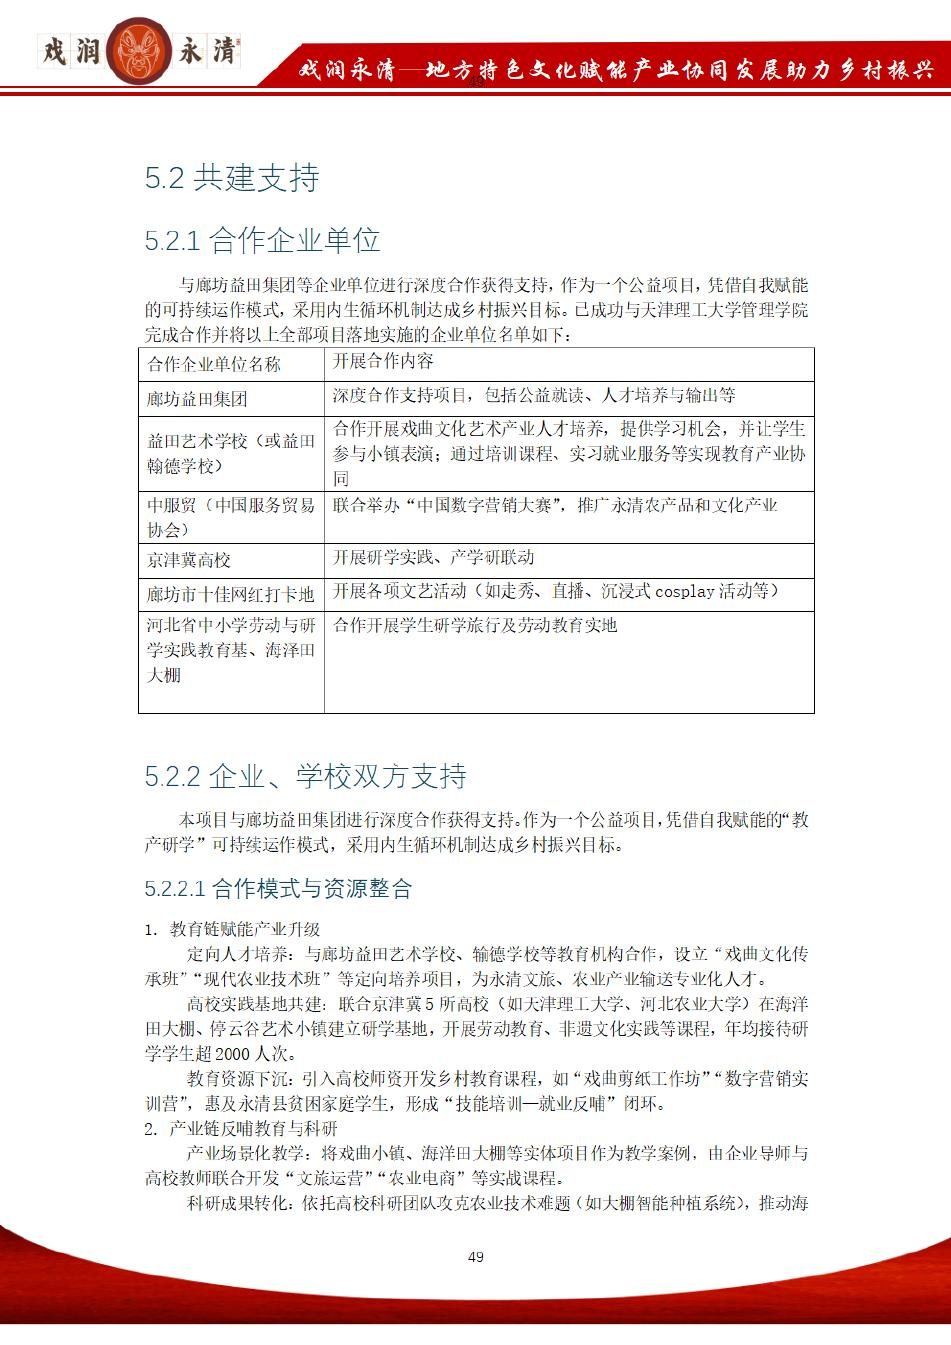 戏润永清
戏润永清—地方特色文化赋能产业协同发展助力乡村振兴
49
5.2 共建支持
5.2.1 合作企业单位
与廊坊益田集团等企业单位进行深度合作获得支持，作为一个公益项目，凭借自我赋能
的可持续运作模式，采用内生循环机制达成乡村振兴目标。已成功与天津理工大学管理学院
完成合作并将以上全部项目落地实施的企业单位名单如下：
合作企业单位名称
开展合作内容
廊坊益田集团
深度合作支持项目，包括公益就读、人才培养与输出等
益田艺术学校（或益田
翰德学校）
合作开展戏曲文化艺术产业人才培养，提供学习机会，并让学生
参与小镇表演；通过培训课程、实习就业服务等实现教育产业协
同
中服贸（中国服务贸易
协会）
联合举办“中国数字营销大赛”，推广永清农产品和文化产业
京津冀高校
开展研学实践、产学研联动
廊坊市十佳网红打卡地
开展各项文艺活动（如走秀、直播、沉浸式 cosplay 活动等）
河北省中小学劳动与研
学实践教育基、海泽田
大棚
合作开展学生研学旅行及劳动教育实地
5.2.2 企业、学校双方支持
本项目与廊坊益田集团进行深度合作获得支持。作为一个公益项目，凭借自我赋能的“教
产研学”可持续运作模式，采用内生循环机制达成乡村振兴目标。
5.2.2.1 合作模式与资源整合
1. 教育链赋能产业升级
定向人才培养：与廊坊益田艺术学校、输德学校等教育机构合作，设立“戏曲文化传
承班”“现代农业技术班”等定向培养项目，为永清文旅、农业产业输送专业化人才。
高校实践基地共建：联合京津冀 5 所高校（如天津理工大学、河北农业大学）在海洋
田大棚、停云谷艺术小镇建立研学基地，开展劳动教育、非遗文化实践等课程，年均接待研
学学生超 2000 人次。
教育资源下沉：引入高校师资开发乡村教育课程，如“戏曲剪纸工作坊”“数字营销实
训营”，惠及永清县贫困家庭学生，形成“技能培训—就业反哺”闭环。
2. 产业链反哺教育与科研
产业场景化教学：将戏曲小镇、海洋田大棚等实体项目作为教学案例，由企业导师与
高校教师联合开发“文旅运营”“农业电商”等实战课程。
科研成果转化：依托高校科研团队攻克农业技术难题（如大棚智能种植系统），推动海
49